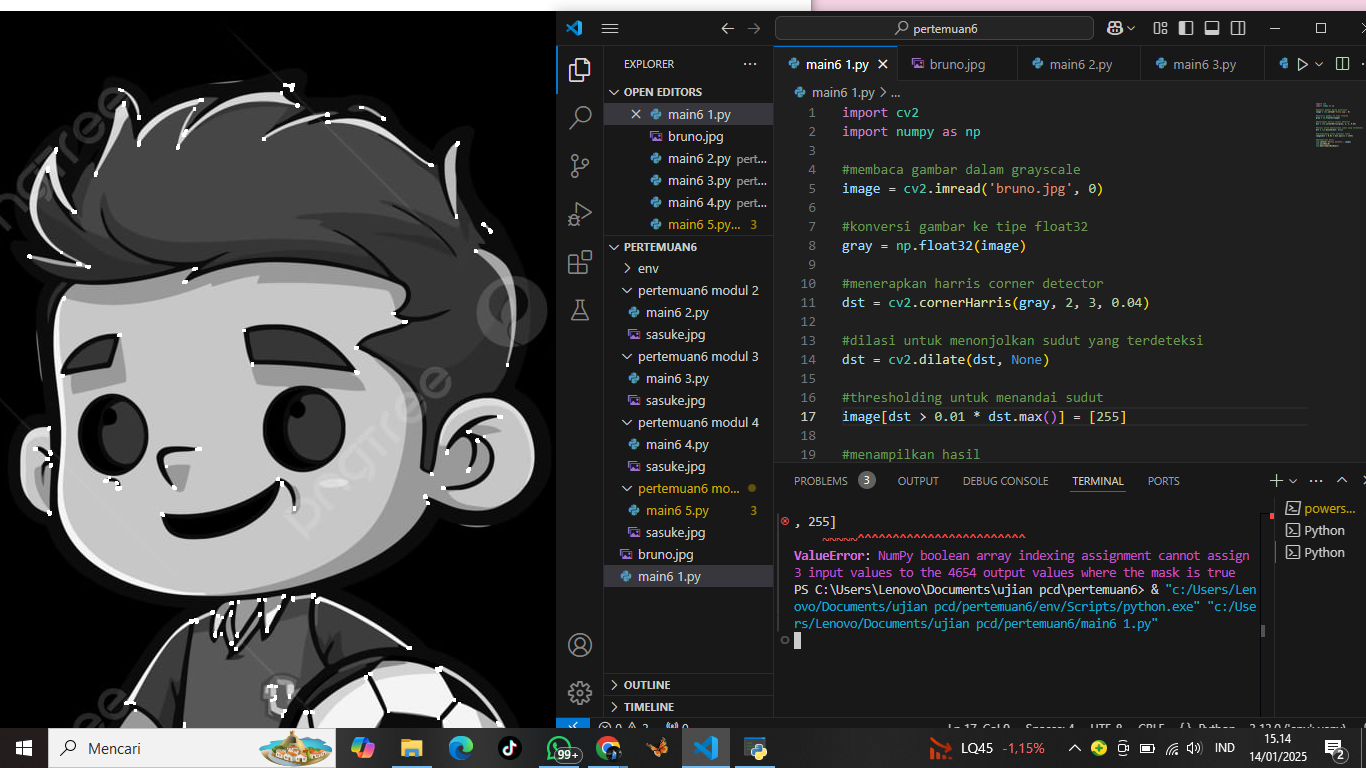 pertemuan6
EXPLORER
OPEN EDITORS
main6 1.py
bruno.jpg
main6 2.py pert...
main6 3.py pert...
main6 4.py pert...
main6 5.py... 3
PERTEMUAN6
env
pertemuan6 modul 2
main6 2.py
sasuke.jpg
pertemuan6 modul 3
main6 3.py
sasuke.jpg
pertemuan6 modul 4
main6 4.py
sasuke.jpg
pertemuan6 mo...
main6 5.py 3
sasuke.jpg
bruno.jpg
main6 1.py
OUTLINE
TIMELINE
main6 1.py bruno.jpg main6 2.py main6 3.py
main6 1.py > ...
1 import cv2
2 import numpy as np
3
4 #membaca gambar dalam grayscale
5 image = cv2.imread('bruno.jpg', 0)
6
7 #konversi gambar ke tipe float32
8 gray = np.float32(image)
9
10 #menerapkan harris corner detector
11 dst = cv2.cornerHarris(gray, 2, 3, 0.04)
12
13 #dilasi untuk menonjolkan sudut yang terdeteksi
14 dst = cv2.dilate(dst, None)
15
16 #thresholding untuk menandai sudut
17 image[dst > 0.01 * dst.max()] = [255]
18
19 #menampilkan hasil
PROBLEMS 3 OUTPUT DEBUG CONSOLE TERMINAL PORTS
, 255]
~~~~~^^^^^^^^^^^^^^^^^^^^^^^^
ValueError: NumPy boolean array indexing assignment cannot assign
3 input values to the 4654 output values where the mask is true
PS C:\Users\Lenovo\Documents\ujian pcd\pertemuan6> & "c:/Users/Len
ovo/Documents/ujian pcd/pertemuan6/env/Scripts/python.exe" "c:/Use
rs/Lenovo/Documents/ujian pcd/pertemuan6/main6 1.py"
powers...
Python
Python
pngtree
pngtree
pngtree
Mencari
99+
LQ45 -1,15%
IND
15.14
14/01/2025
2